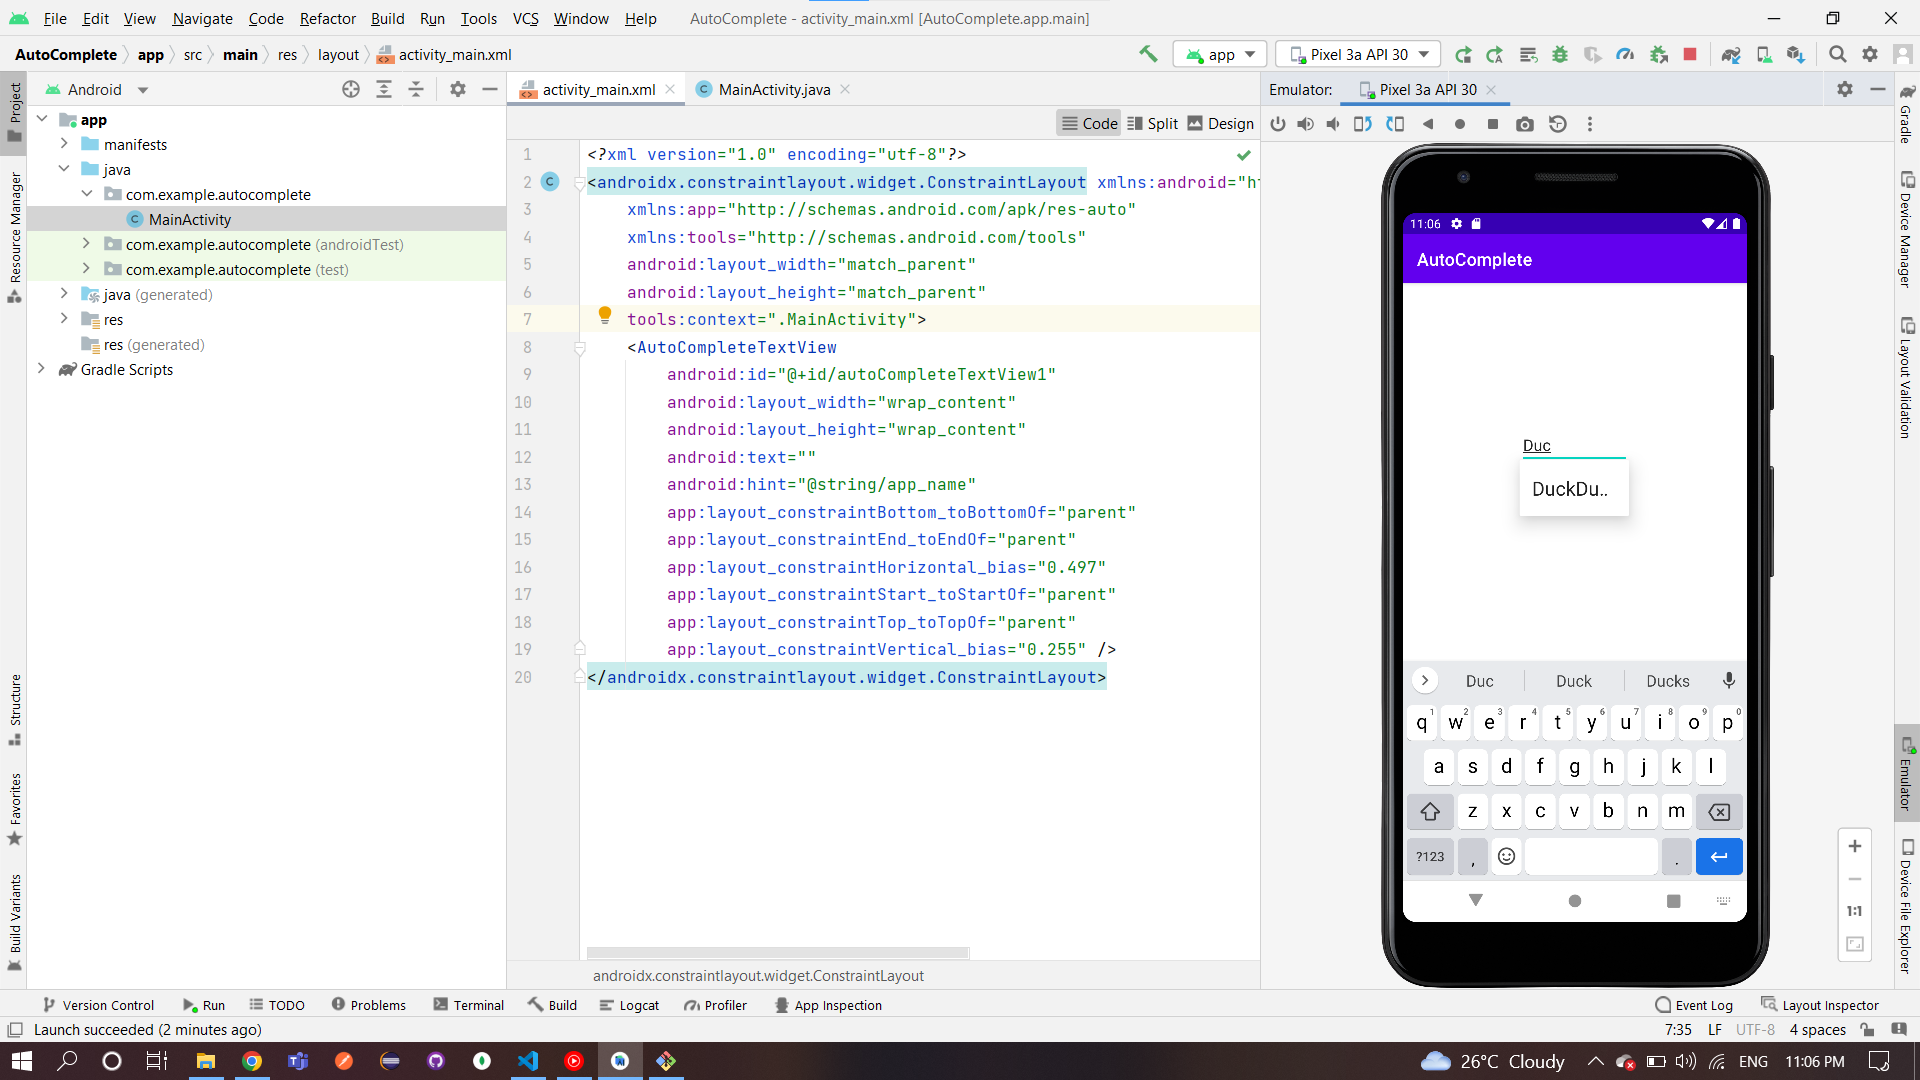 File Edit View Navigate Code Refactor Build Run Tools VCS Window Help AutoComplete - activity_main.xml [AutoComplete.app.main]
AutoComplete app src main res layout activity_main.xml app Pixel 3a API 30
Android
app
manifests
java
com.example.autocomplete
MainActivity
com.example.autocomplete (androidTest)
com.example.autocomplete (test)
java (generated)
res
res (generated)
Gradle Scripts
Project
Resource Manager
Structure
Favorites
Build Variants
activity_main.xml MainActivity.java
Code Split Design
1 <?xml version="1.0" encoding="utf-8"?>
2 <androidx.constraintlayout.widget.ConstraintLayout xmlns:android="ht
3 xmlns:app="http://schemas.android.com/apk/res-auto"
4 xmlns:tools="http://schemas.android.com/tools"
5 android:layout_width="match_parent"
6 android:layout_height="match_parent"
7 tools:context=".MainActivity">
8 <AutoCompleteTextView
9 android:id="@+id/autoCompleteTextView1"
10 android:layout_width="wrap_content"
11 android:layout_height="wrap_content"
12 android:text=""
13 android:hint="@string/app_name"
14 app:layout_constraintBottom_toBottomOf="parent"
15 app:layout_constraintEnd_toEndOf="parent"
16 app:layout_constraintHorizontal_bias="0.497"
17 app:layout_constraintStart_toStartOf="parent"
18 app:layout_constraintTop_toTopOf="parent"
19 app:layout_constraintVertical_bias="0.255" />
20 </androidx.constraintlayout.widget.ConstraintLayout>
androidx.constraintlayout.widget.ConstraintLayout
Emulator: Pixel 3a API 30
11:06
AutoComplete
Duc
DuckDu..
Duc Duck Ducks
q1 w2 e3 r4 t5 y6 u7 i8 o9 p0
a s d f g h j k l
z x c v b n m
?123 , .
1:1
Gradle
Device Manager
Layout Validation
Emulator
Device File Explorer
Version Control Run TODO Problems Terminal Build Logcat Profiler App Inspection Event Log Layout Inspector
Launch succeeded (2 minutes ago) 7:35 LF UTF-8 4 spaces
26°C Cloudy ENG 11:06 PM